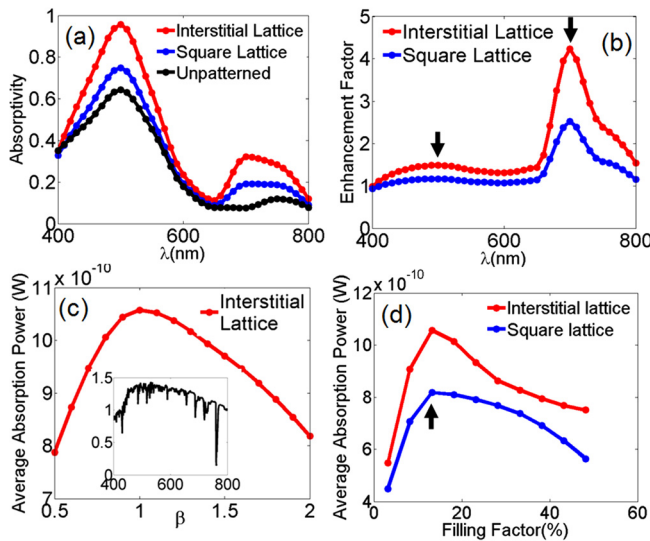 (a)
Interstitial Lattice
Square Lattice
Unpatterned
Absorptivity
1
0.8
0.6
0.4
0.2
0
400
600
800
λ(nm)
(b)
Interstitial Lattice
Square Lattice
Enhancement Factor
5
4
3
2
1
0
400
500
600
700
800
λ(nm)
(c)
Interstitial
Lattice
Average Absorption Power (W)
x 10-10
11
10
9
8
7
0.5
1
1.5
2
β
1.5
1
0.5
0
400
600
800
(d)
Interstitial lattice
Square lattice
Average Absorption Power (W)
x 10-10
12
10
8
6
4
0
20
40
60
Filling Factor(%)